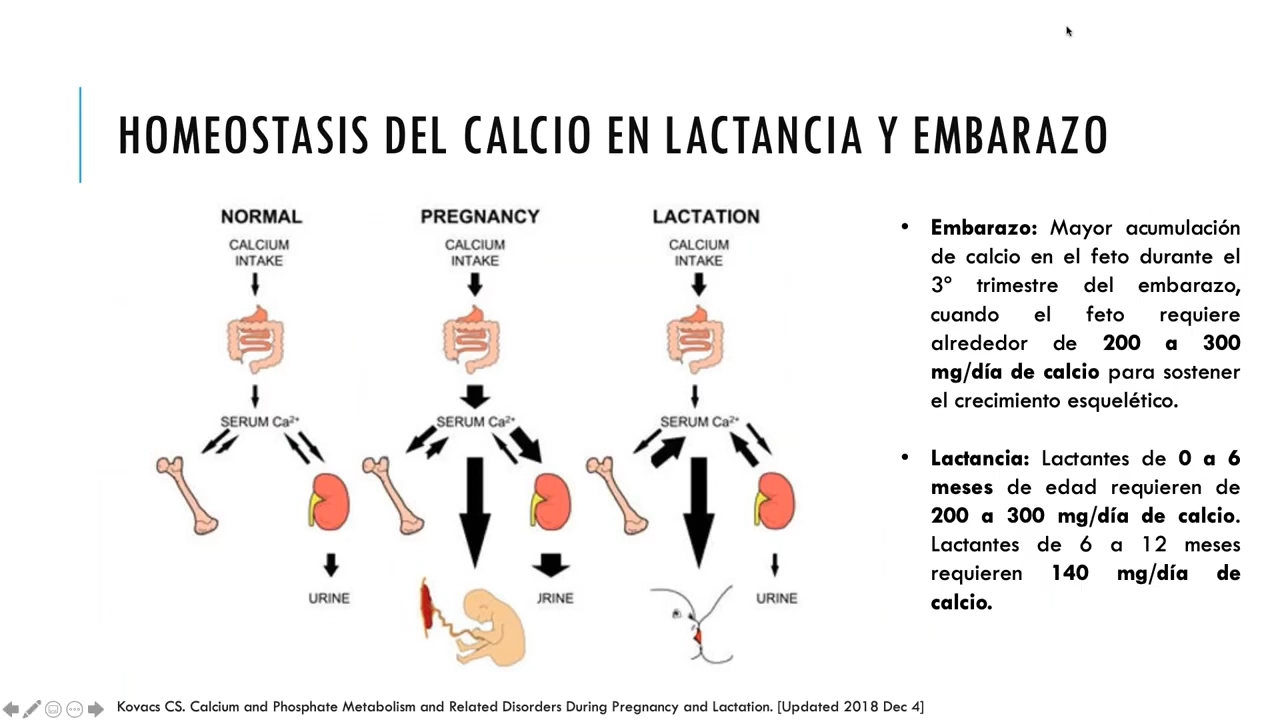 HOMEOSTASIS DEL CALCIO EN LACTANCIA Y EMBARAZO
NORMAL
CALCIUM
INTAKE
SERUM Ca²⁺
URINE
PREGNANCY
CALCIUM
INTAKE
SERUM Ca²⁺
JRINE
LACTATION
CALCIUM
INTAKE
SERUM Ca²⁺
URINE
• Embarazo: Mayor acumulación
de calcio en el feto durante el
3º trimestre del embarazo,
cuando el feto requiere
alrededor de 200 a 300
mg/día de calcio para sostener
el crecimiento esquelético.
• Lactancia: Lactantes de 0 a 6
meses de edad requieren de
200 a 300 mg/día de calcio.
Lactantes de 6 a 12 meses
requieren 140 mg/día de
calcio.
Kovacs CS. Calcium and Phosphate Metabolism and Related Disorders During Pregnancy and Lactation. [Updated 2018 Dec 4]